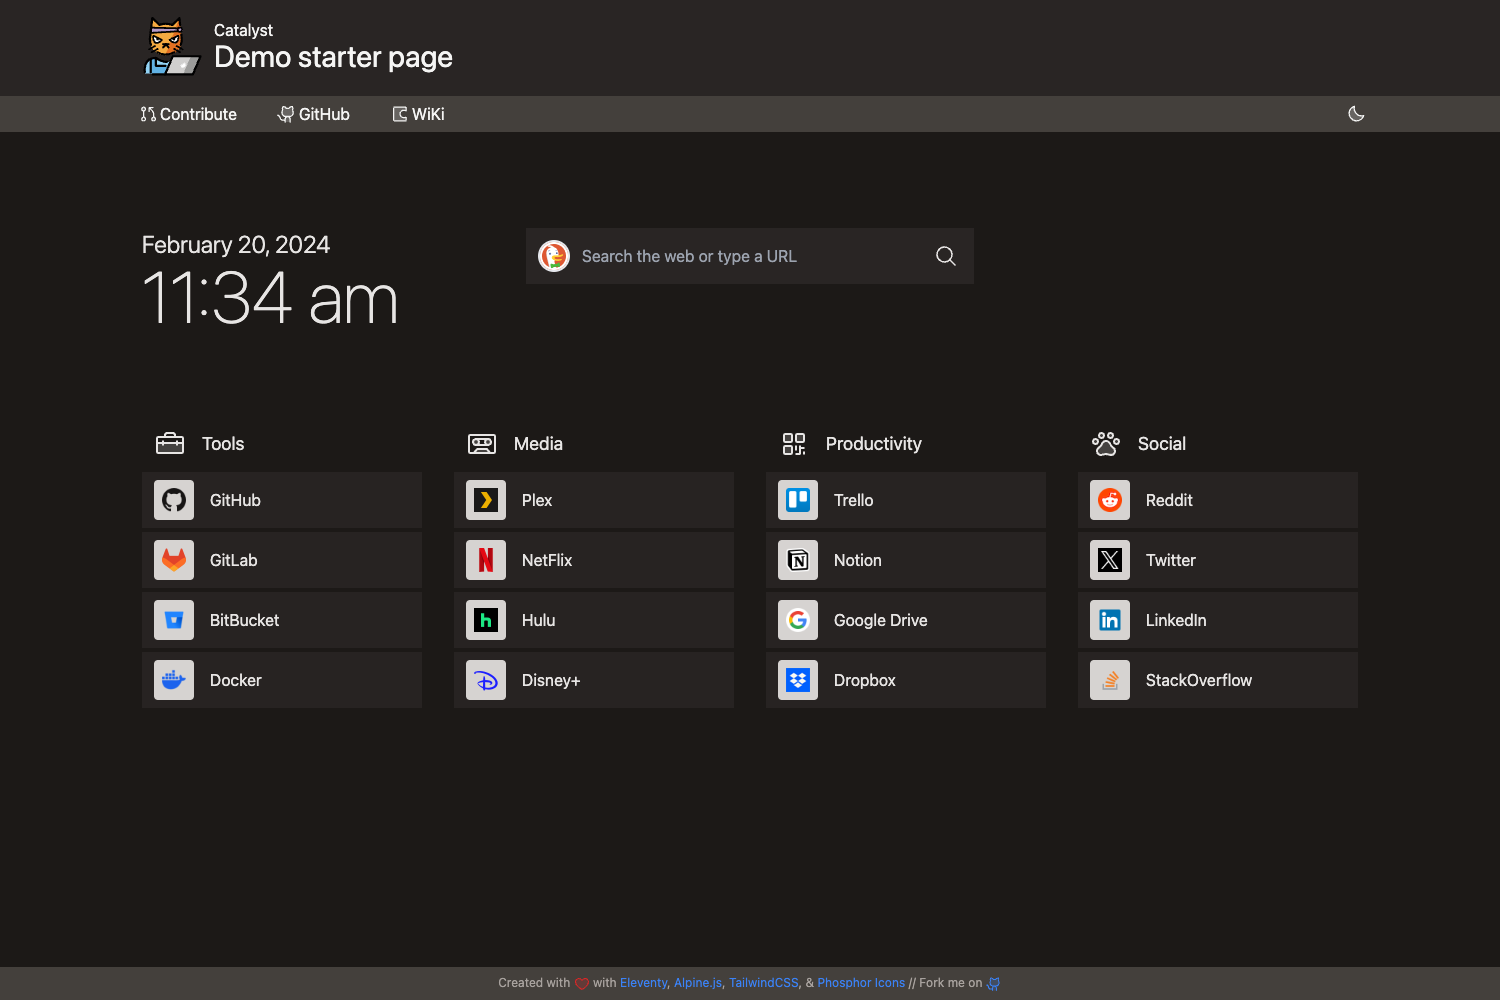 Catalyst
Demo starter page
Contribute GitHub WiKi
February 20, 2024
11:34 am
Search the web or type a URL
Tools
GitHub
GitLab
BitBucket
Docker
Media
Plex
NetFlix
Hulu
Disney+
Productivity
Trello
Notion
Google Drive
Dropbox
Social
Reddit
Twitter
LinkedIn
StackOverflow
Created with with Eleventy, Alpine.js, TailwindCSS, & Phosphor Icons // Fork me on